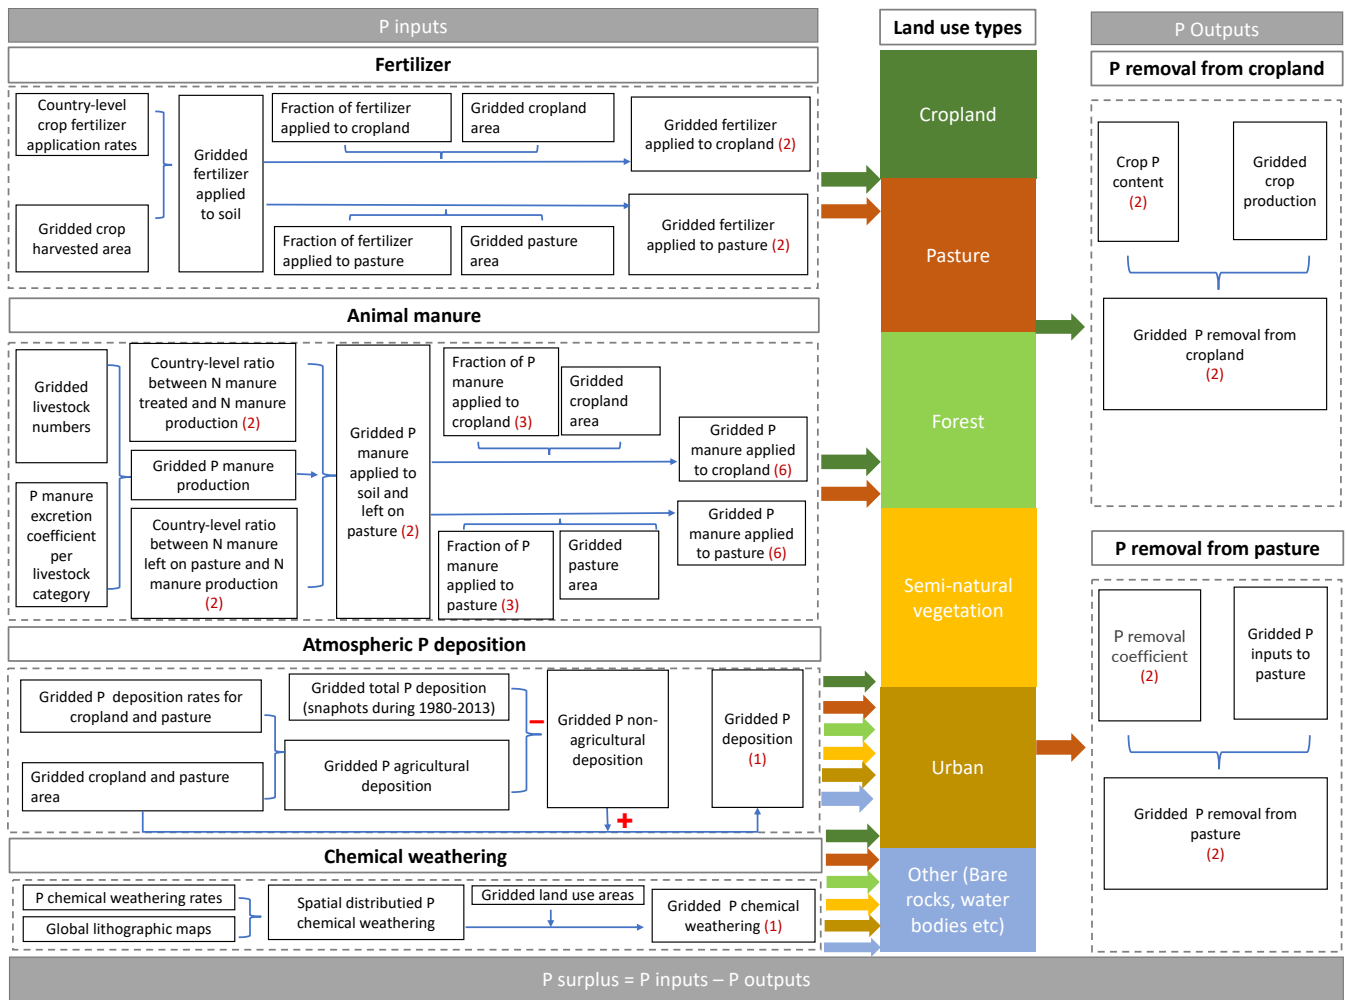 P inputs
Fertilizer
Country-level
crop fertilizer
application rates
Gridded crop
harvested area
Gridded
fertilizer
applied
to soil
Fraction of fertilizer
applied to cropland
Gridded cropland
area
Gridded fertilizer
applied to cropland (2)
Fraction of fertilizer
applied to pasture
Gridded pasture
area
Gridded fertilizer
applied to pasture (2)
Animal manure
Gridded
livestock
numbers
P manure
excretion
coefficient
per
livestock
category
Country-level ratio
between N manure
treated and N manure
production (2)
Gridded P manure
production
Country-level ratio
between N manure
left on pasture and N
manure production
(2)
Gridded P
manure
applied to
soil and
left on
pasture (2)
Fraction of P
manure
applied to
cropland (3)
Gridded
cropland
area
Gridded P
manure applied
to cropland (6)
Fraction of P
manure
applied to
pasture (3)
Gridded
pasture
area
Gridded P
manure applied
to pasture (6)
Atmospheric P deposition
Gridded P deposition rates for
cropland and pasture
Gridded cropland and pasture
area
Gridded total P deposition
(snaphots during 1980-2013)
Gridded P agricultural
deposition
−
Gridded P non-
agricultural
deposition
+
Gridded P
deposition
(1)
Chemical weathering
P chemical weathering rates
Global lithographic maps
Spatial distributied P
chemical weathering
Gridded land use areas
Gridded P chemical
weathering (1)
Land use types
Cropland
Pasture
Forest
Semi-natural
vegetation
Urban
Other (Bare
rocks, water
bodies etc)
P Outputs
P removal from cropland
Crop P
content
(2)
Gridded
crop
production
Gridded P removal from
cropland
(2)
P removal from pasture
P removal
coefficient
(2)
Gridded P
inputs to
pasture
Gridded P removal from
pasture
(2)
P surplus = P inputs – P outputs